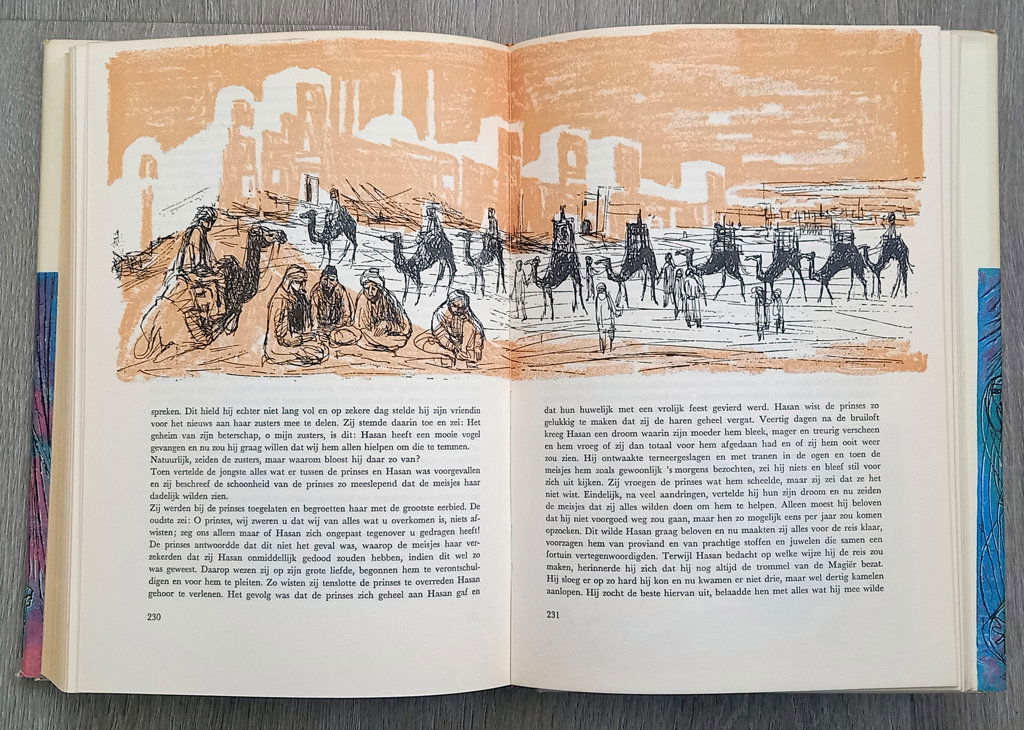 spreken. Dit hield hij echter niet lang vol en op zekere dag stelde hij zijn vriendin
voor het nieuws aan haar zusters mee te delen. Zij stemde daarin toe en zei: Het
geheim van zijn beterschap, o mijn zusters, is dit: Hasan heeft een mooie vogel
gevangen en nu zou hij graag willen dat wij hem allen helpen om die te temmen.
Natuurlijk, zeiden de zusters, maar waarom bloost hij daar zo van?
Toen vertelde de jongste alles wat er tussen de prinses en Hasan was voorgevallen
en zij beschreef de schoonheid van de prinses zo meeslepend dat de meisjes haar
dadelijk wilden zien.
Zij werden bij de prinses toegelaten en begroetten haar met de grootste eerbied. De
oudste zei: O prinses, wij zweren u dat wij van alles wat u overkomen is, niets af-
wisten; zeg ons alleen maar of Hasan zich ongepast tegenover u gedragen heeft!
De prinses antwoordde dat dit niet het geval was, waarop de meisjes haar ver-
zekerden dat zij Hasan onmiddellijk gedood zouden hebben, indien dit wel zo
was geweest. Daarop wezen zij op zijn grote liefde, begonnen hem te verontschul-
digen en voor hem te pleiten. Zo wisten zij tenslotte de prinses te overreden Hasan
gehoor te verlenen. Het gevolg was dat de prinses zich geheel aan Hasan gaf en
230
dat hun huwelijk met een vrolijk feest gevierd werd. Hasan wist de prinses zo
gelukkig te maken dat zij de haren geheel vergat. Veertig dagen na de bruiloft
kreeg Hasan een droom waarin zijn moeder hem bleek, mager en treurig verscheen
en hem vroeg of zij dan totaal voor hem afgedaan had en of zij hem ooit weer
zou zien. Hij ontwaakte terneergeslagen en met tranen in de ogen en toen de
meisjes hem zoals gewoonlijk 's morgens bezochten, zei hij niets en bleef stil voor
zich uit kijken. Zij vroegen de prinses wat hem scheelde, maar zij zei dat ze het
niet wist. Eindelijk, na veel aandringen, vertelde hij hun zijn droom en nu zeiden
de meisjes dat zij alles wilden doen om hem te helpen. Alleen moest hij beloven
dat hij niet voorgoed weg zou gaan, maar hen zo mogelijk eens per jaar zou komen
opzoeken. Dit wilde Hasan graag beloven en nu maakten zij alles voor de reis klaar,
voorzagen hem van proviand en van prachtige stoffen en juwelen die samen een
fortuin vertegenwoordigden. Terwijl Hasan bedacht op welke wijze hij de reis zou
maken, herinnerde hij zich dat hij nog altijd de trommel van de Magiër bezat.
Hij sloeg er op zo hard hij kon en nu kwamen er niet drie, maar wel dertig kamelen
aanlopen. Hij zocht de beste hiervan uit, belaadde hen met alles wat hij mee wilde
231